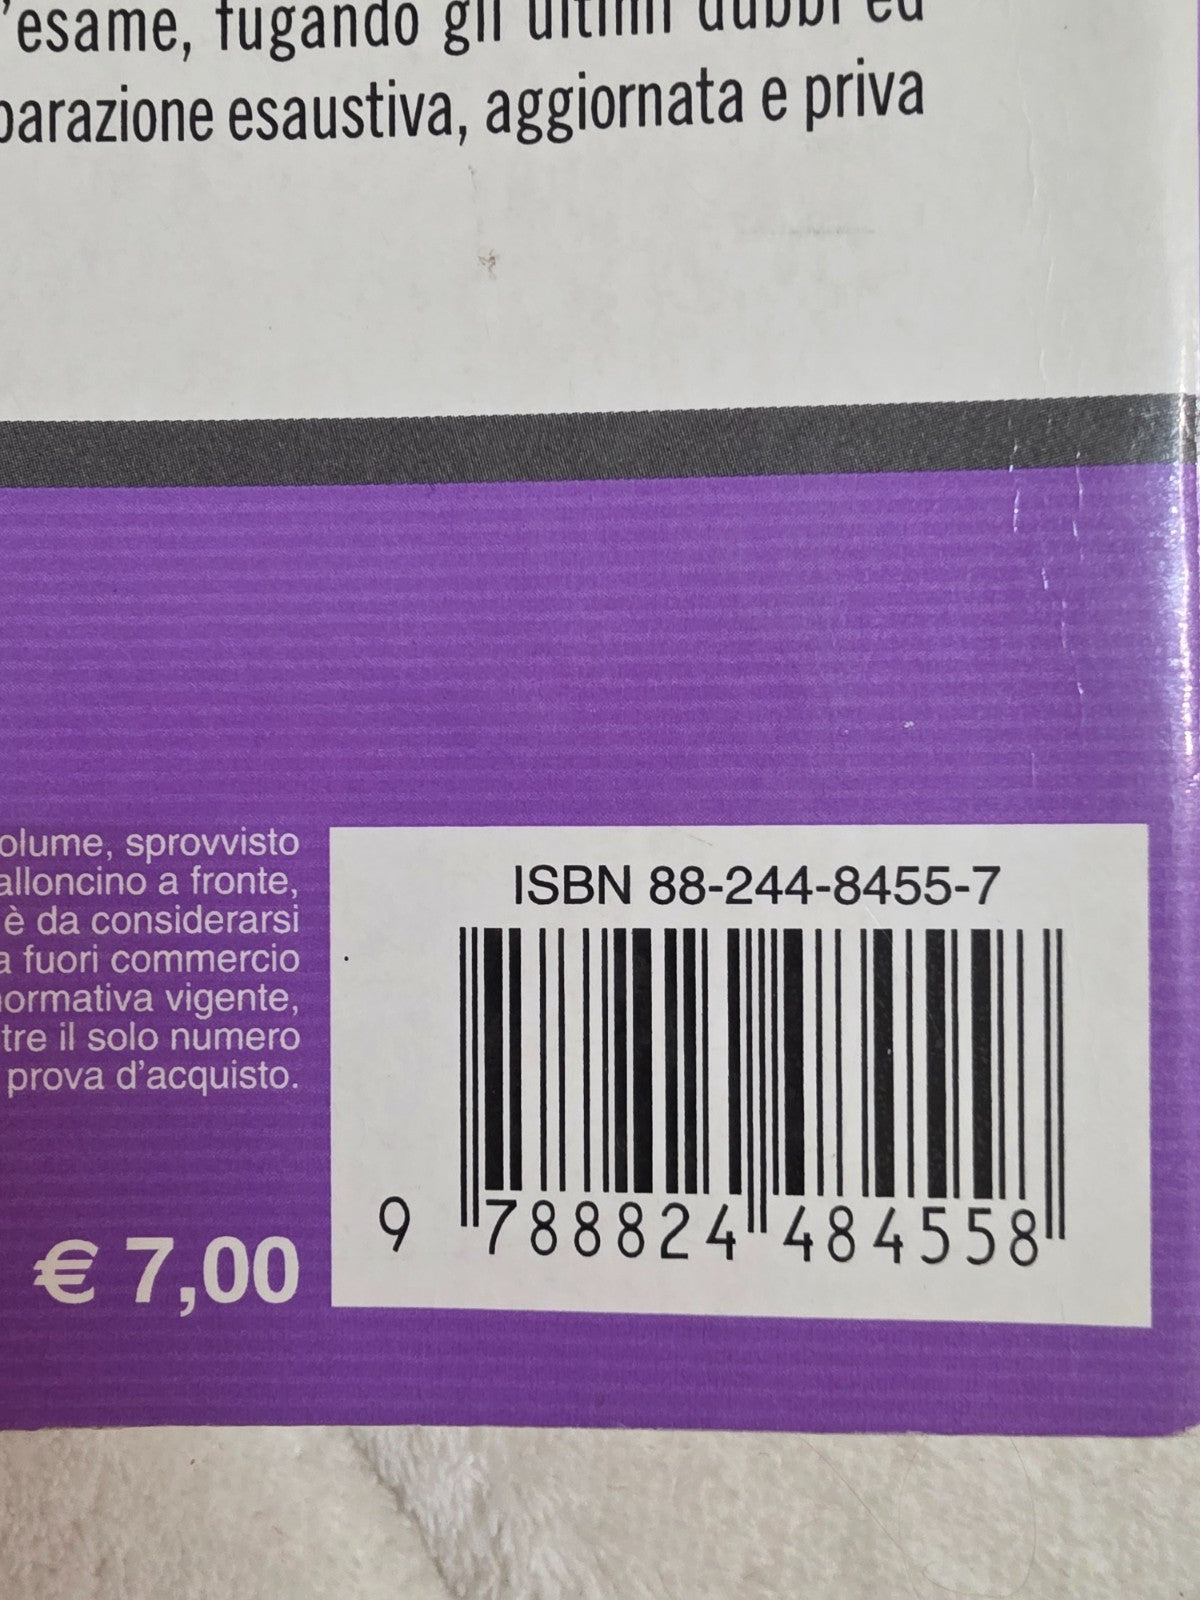 'esame, fugando gli ultimi dubbi ed
parazione esaustiva, aggiornata e priva
olume, sprovvisto
alloncino a fronte,
è da considerarsi
a fuori commercio
ormativa vigente,
tre il solo numero
prova d'acquisto.
€ 7,00
ISBN 88-244-8455-7
9 788824 484558